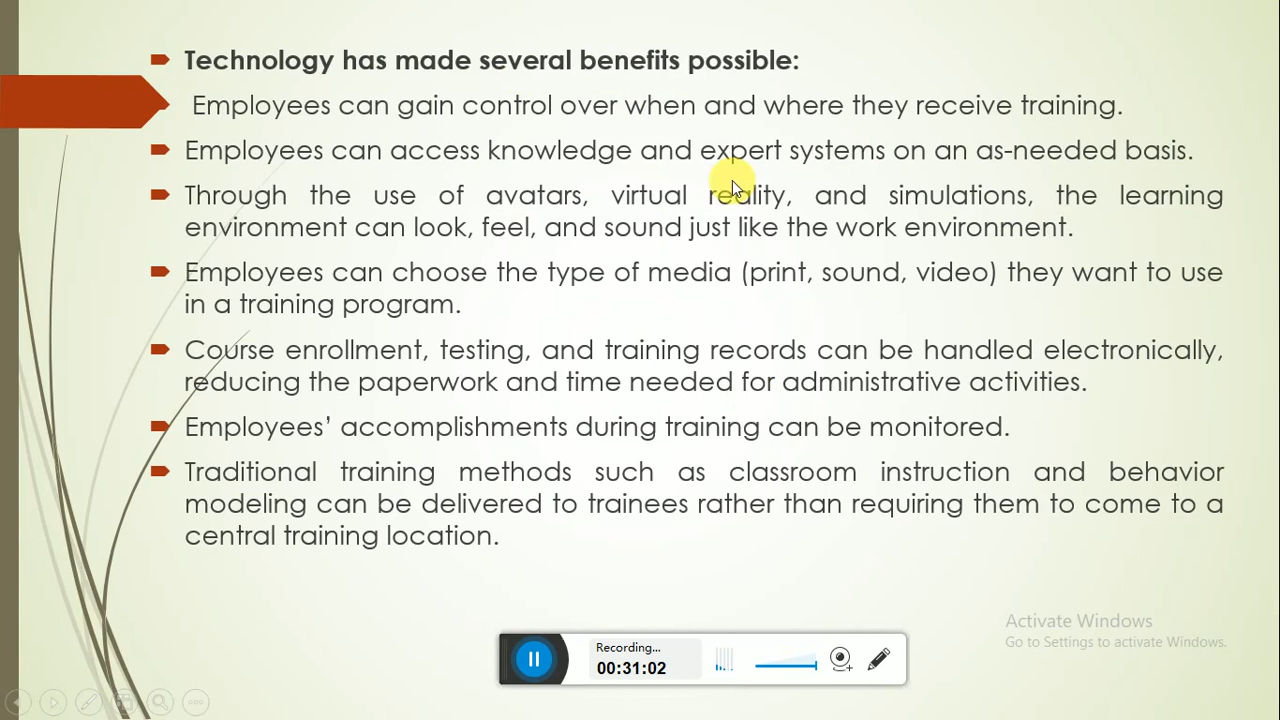 Technology has made several benefits possible:
Employees can gain control over when and where they receive training.
Employees can access knowledge and expert systems on an as-needed basis.
Through the use of avatars, virtual reality, and simulations, the learning
environment can look, feel, and sound just like the work environment.
Employees can choose the type of media (print, sound, video) they want to use
in a training program.
Course enrollment, testing, and training records can be handled electronically,
reducing the paperwork and time needed for administrative activities.
Employees’ accomplishments during training can be monitored.
Traditional training methods such as classroom instruction and behavior
modeling can be delivered to trainees rather than requiring them to come to a
central training location.
Activate Windows
Go to Settings to activate Windows.
Recording...
00:31:02